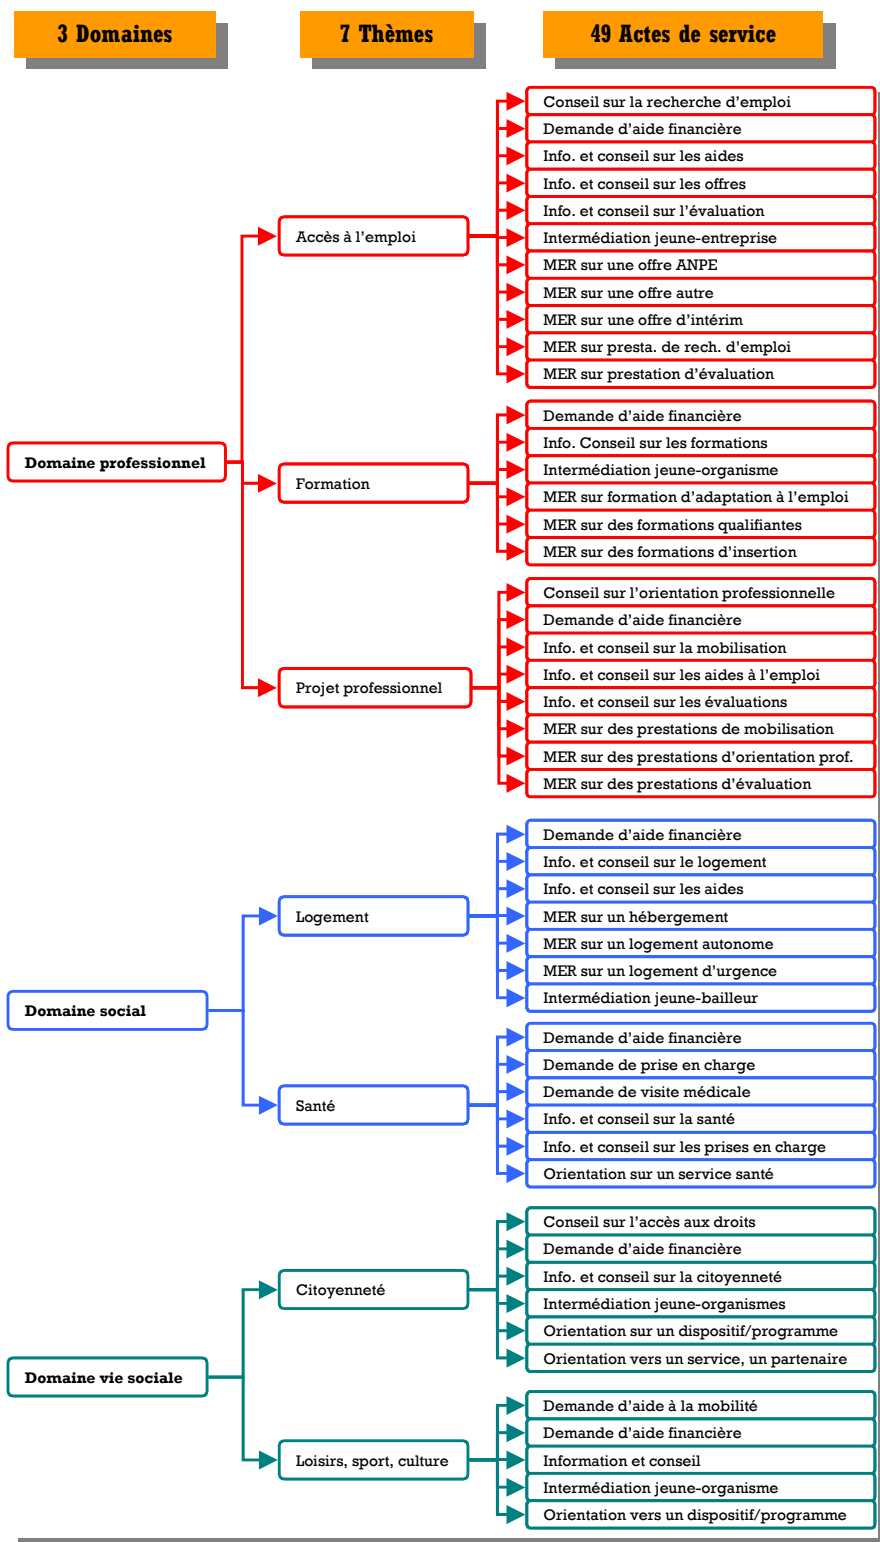 3 Domaines
7 Thèmes
49 Actes de service
Domaine professionnel
Accès à l'emploi
Conseil sur la recherche d'emploi
Demande d'aide financière
Info. et conseil sur les aides
Info. et conseil sur les offres
Info. et conseil sur l'évaluation
Intermédiation jeune-entreprise
MER sur une offre ANPE
MER sur une offre autre
MER sur une offre d'intérim
MER sur presta. de rech. d'emploi
MER sur prestation d'évaluation
Formation
Demande d'aide financière
Info. Conseil sur les formations
Intermédiation jeune-organisme
MER sur formation d'adaptation à l'emploi
MER sur des formations qualifiantes
MER sur des formations d'insertion
Projet professionnel
Conseil sur l'orientation professionnelle
Demande d'aide financière
Info. et conseil sur la mobilisation
Info. et conseil sur les aides à l'emploi
Info. et conseil sur les évaluations
MER sur des prestations de mobilisation
MER sur des prestations d'orientation prof.
MER sur des prestations d'évaluation
Domaine social
Logement
Demande d'aide financière
Info. et conseil sur le logement
Info. et conseil sur les aides
MER sur un hébergement
MER sur un logement autonome
MER sur un logement d'urgence
Intermédiation jeune-bailleur
Santé
Demande d'aide financière
Demande de prise en charge
Demande de visite médicale
Info. et conseil sur la santé
Info. et conseil sur les prises en charge
Orientation sur un service santé
Domaine vie sociale
Citoyenneté
Conseil sur l'accès aux droits
Demande d'aide financière
Info. et conseil sur la citoyenneté
Intermédiation jeune-organismes
Orientation sur un dispositif/programme
Orientation vers un service, un partenaire
Loisirs, sport, culture
Demande d'aide à la mobilité
Demande d'aide financière
Information et conseil
Intermédiation jeune-organisme
Orientation vers un dispositif/programme